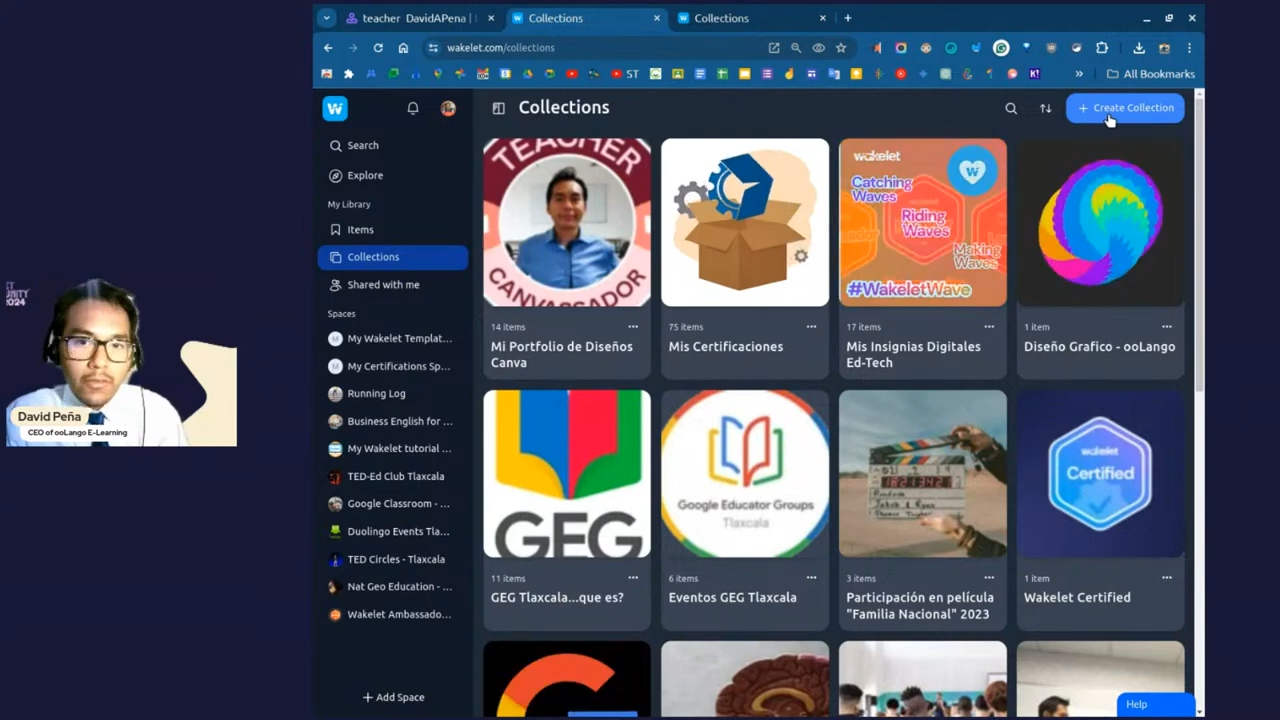 teacher DavidAPena |
Collections
Collections
wakelet.com/collections
ST
All Bookmarks
Collections
Create Collection
Search
Explore
My Library
Items
Collections
Shared with me
Spaces
My Wakelet Templat...
My Certifications Sp...
Running Log
Business English for ...
My Wakelet tutorial ...
TED-Ed Club Tlaxcala
Google Classroom - ...
Duolingo Events Tla...
TED Circles - Tlaxcala
Nat Geo Education - ...
Wakelet Ambassado...
Add Space
TEACHER
CANVASSADOR
14 items
Mi Portfolio de Diseños
Canva
75 items
Mis Certificaciones
wakelet
Catching
Waves
Riding
Waves
Making
Waves
#WakeletWave
17 items
Mis Insignias Digitales
Ed-Tech
1 item
Diseño Grafico - ooLango
GEG
11 items
GEG Tlaxcala...que es?
Google Educator Groups
Tlaxcala
6 items
Eventos GEG Tlaxcala
3 items
Participación en película
"Familia Nacional" 2023
wakelet
Certified
1 item
Wakelet Certified
Help
David Peña
CEO of ooLango E-Learning